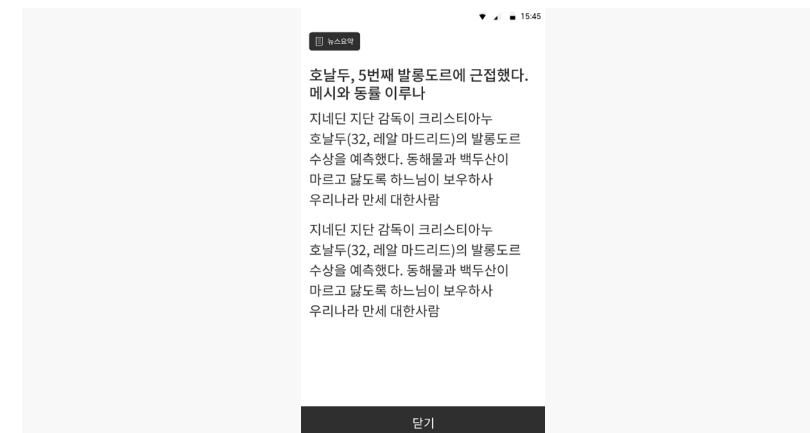 15:45
뉴스요약
호날두, 5번째 발롱도르에 근접했다.
메시와 동률 이루나
지네딘 지단 감독이 크리스티아누
호날두(32, 레알 마드리드)의 발롱도르
수상을 예측했다. 동해물과 백두산이
마르고 닳도록 하느님이 보우하사
우리나라 만세 대한사람
지네딘 지단 감독이 크리스티아누
호날두(32, 레알 마드리드)의 발롱도르
수상을 예측했다. 동해물과 백두산이
마르고 닳도록 하느님이 보우하사
우리나라 만세 대한사람
닫기